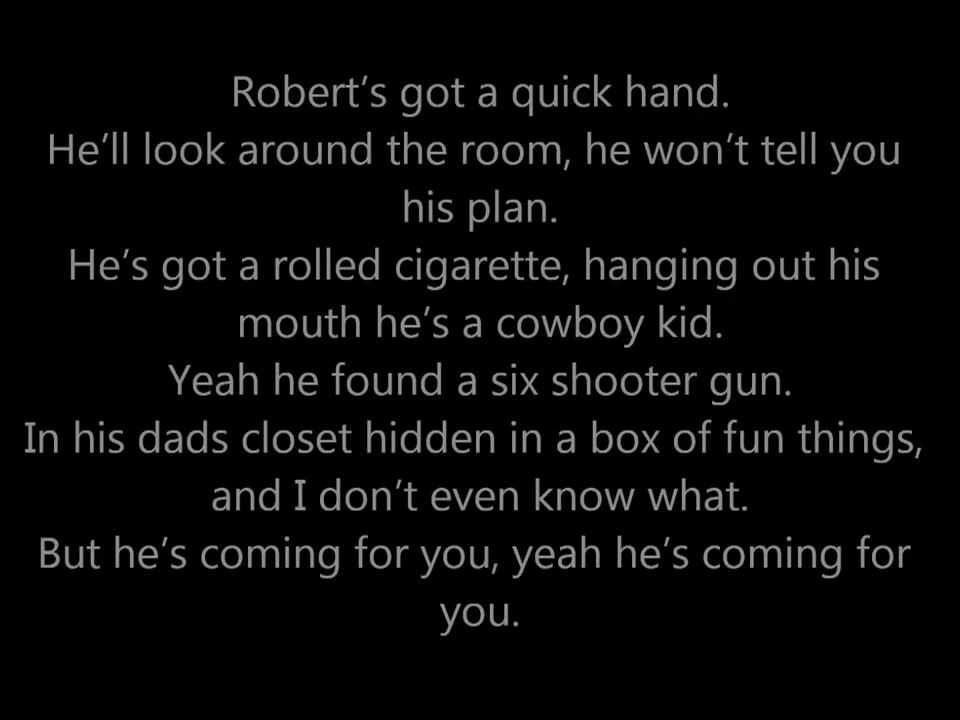 Robert’s got a quick hand.
He’ll look around the room, he won’t tell you
his plan.
He’s got a rolled cigarette, hanging out his
mouth he’s a cowboy kid.
Yeah he found a six shooter gun.
In his dads closet hidden in a box of fun things,
and I don’t even know what.
But he’s coming for you, yeah he’s coming for
you.